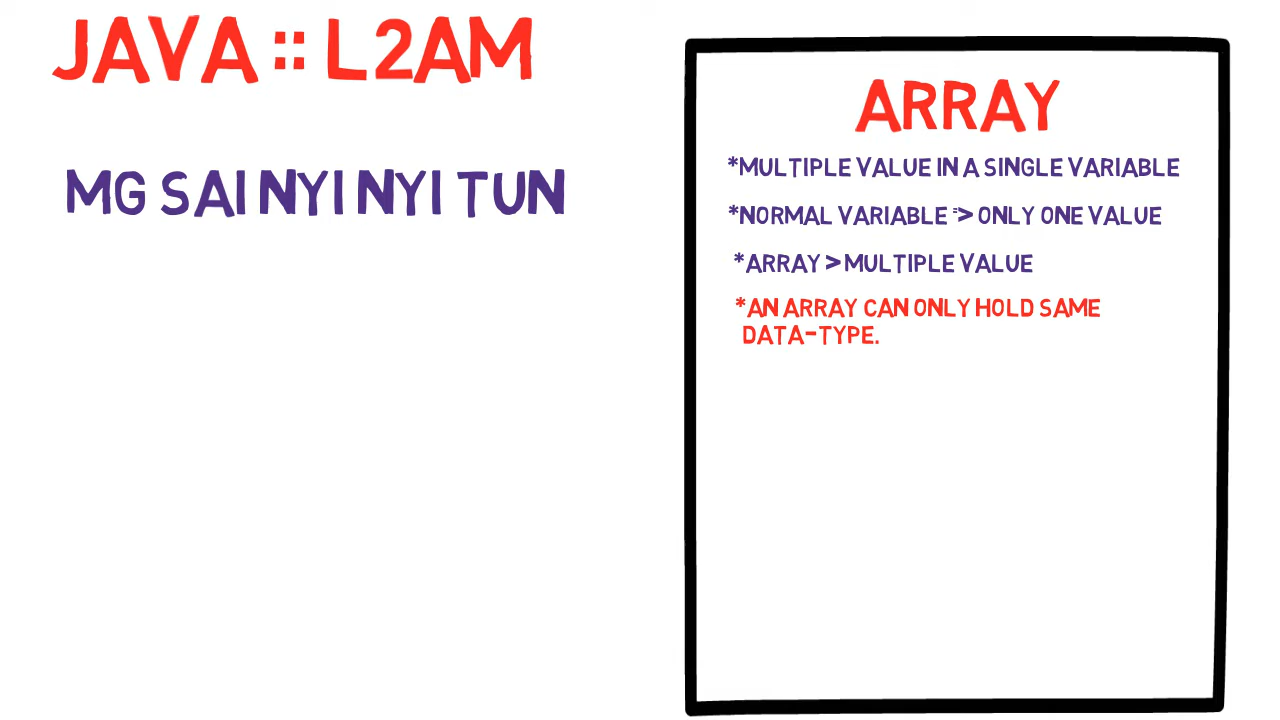 JAVA :: L2AM
MG SAI NYI NYI TUN
ARRAY
*MULTIPLE VALUE IN A SINGLE VARIABLE
*NORMAL VARIABLE => ONLY ONE VALUE
*ARRAY > MULTIPLE VALUE
*AN ARRAY CAN ONLY HOLD SAME
DATA-TYPE.